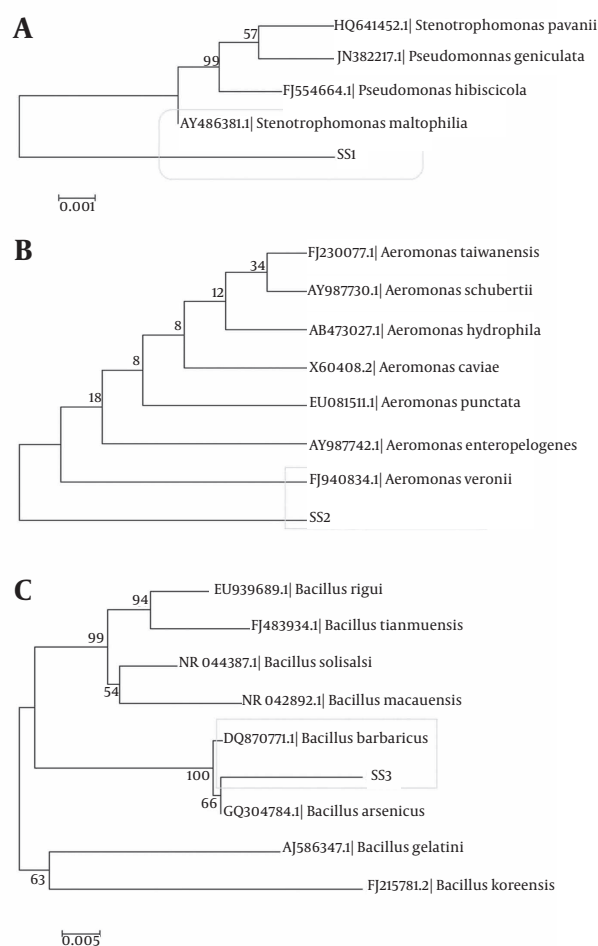 A
HQ641452.1| Stenotrophomonas pavanii
57
JN382217.1| Pseudomonnas geniculata
99
FJ554664.1| Pseudomonas hibiscicola
AY486381.1| Stenotrophomonas maltophilia
SS1
0.001
B
FJ230077.1| Aeromonas taiwanensis
34
AY987730.1| Aeromonas schubertii
12
AB473027.1| Aeromonas hydrophila
8
X60408.2| Aeromonas caviae
8
EU081511.1| Aeromonas punctata
18
AY987742.1| Aeromonas enteropelogenes
FJ940834.1| Aeromonas veronii
SS2
C
EU939689.1| Bacillus rigui
94
FJ483934.1| Bacillus tianmuensis
99
NR 044387.1| Bacillus solisalsi
54
NR 042892.1| Bacillus macauensis
DQ870771.1| Bacillus barbaricus
100
SS3
66
GQ304784.1| Bacillus arsenicus
AJ586347.1| Bacillus gelatini
63
FJ215781.2| Bacillus koreensis
0.005